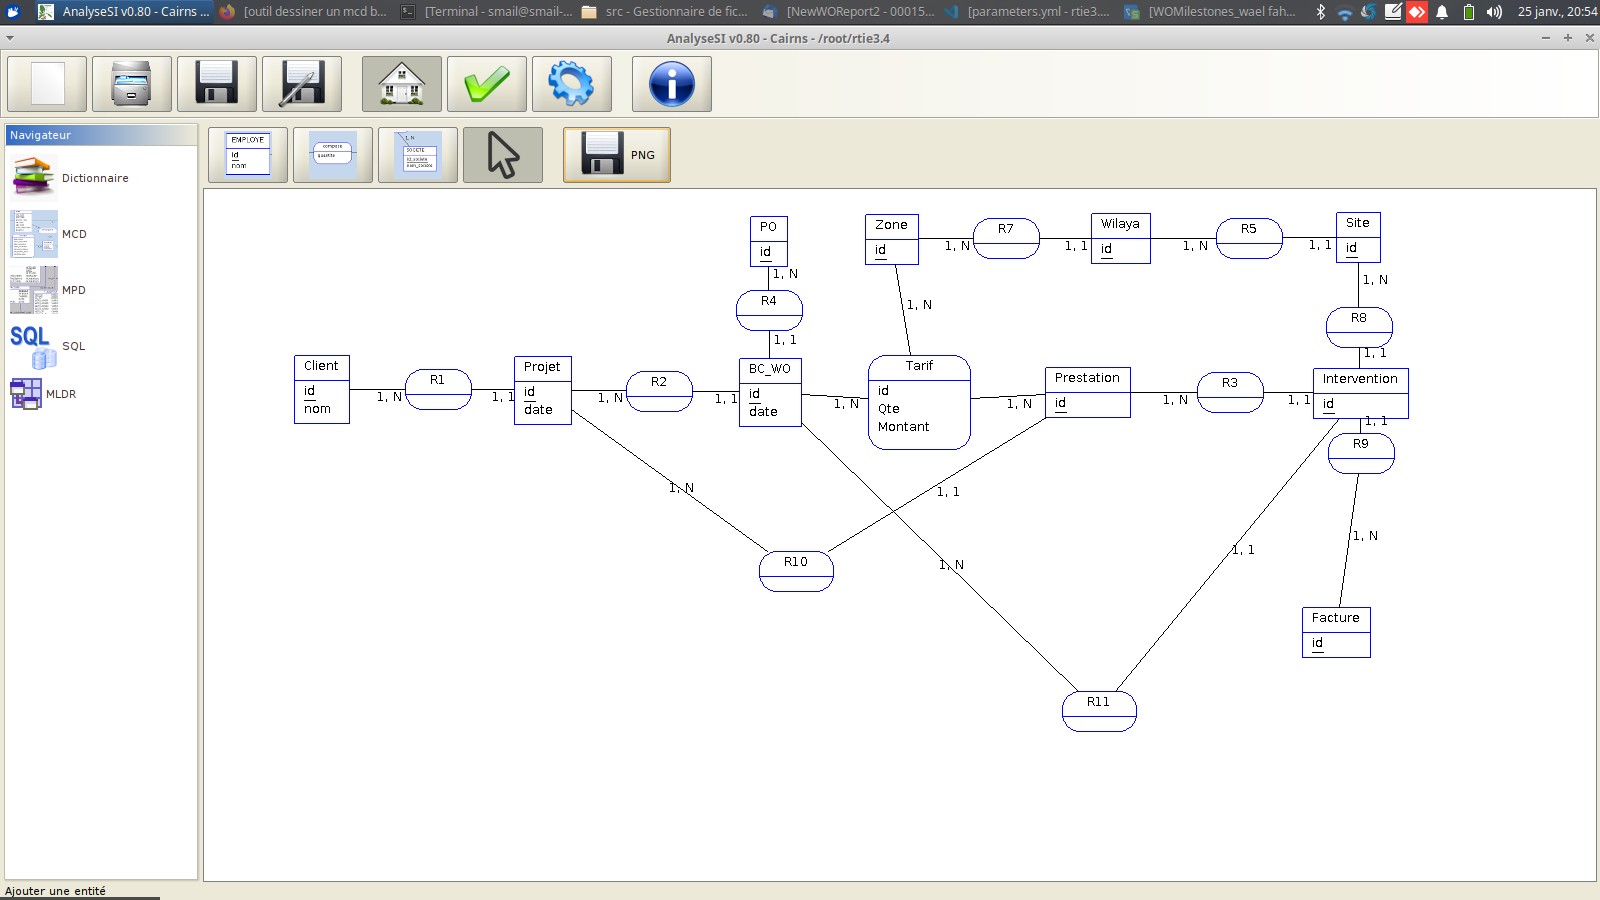 AnalyseSI v0.80 - Cairns ...
[outil dessiner un mcd b...
[Terminal - smail@smail-...
src - Gestionnaire de fic...
[NewWOReport2 - 00015...
[parameters.yml - rtie3....
[WOMilestones_wael fah...
25 janv., 20:54
AnalyseSI v0.80 - Cairns - /root/rtie3.4
Navigateur
EMPLOYE
id
nom
compose
quantite
1, N
SOCIETE
PNG
Dictionnaire
MCD
MPD
SQL
SQL
MLDR
PO
id
Zone
id
R7
Wilaya
id
R5
Site
id
1, N
1, 1
1, N
1, 1
1, N
1, N
R4
1, N
R8
1, 1
1, 1
Client
id
nom
R1
Projet
id
date
R2
BC_WO
id
date
Tarif
id
Qte
Montant
Prestation
id
R3
Intervention
id
1, N
1, 1
1, N
1, 1
1, N
1, N
1, N
1, 1
1, 1
R9
1, N
1, 1
1, N
1, 1
1, N
R10
Facture
id
R11
Ajouter une entité